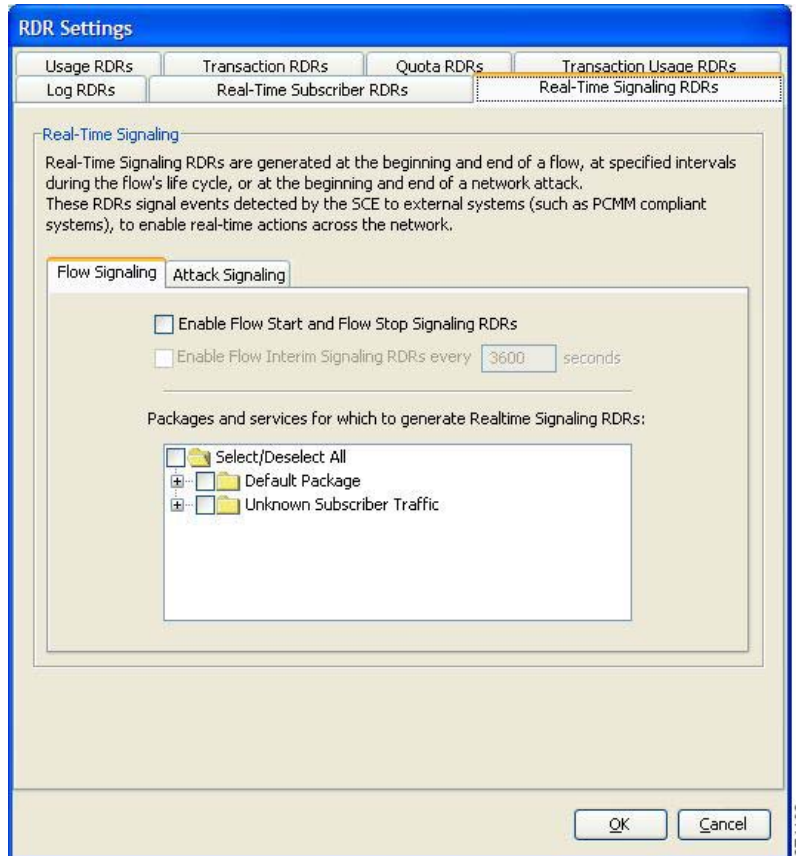 RDR Settings
Usage RDRs Transaction RDRs Quota RDRs Transaction Usage RDRs
Log RDRs Real-Time Subscriber RDRs Real-Time Signaling RDRs
Real-Time Signaling
Real-Time Signaling RDRs are generated at the beginning and end of a flow, at specified intervals
during the flow's life cycle, or at the beginning and end of a network attack.
These RDRs signal events detected by the SCE to external systems (such as PCMM compliant
systems), to enable real-time actions across the network.
Flow Signaling Attack Signaling
Enable Flow Start and Flow Stop Signaling RDRs
Enable Flow Interim Signaling RDRs every 3600 seconds
Packages and services for which to generate Realtime Signaling RDRs:
Select/Deselect All
Default Package
Unknown Subscriber Traffic
OK Cancel